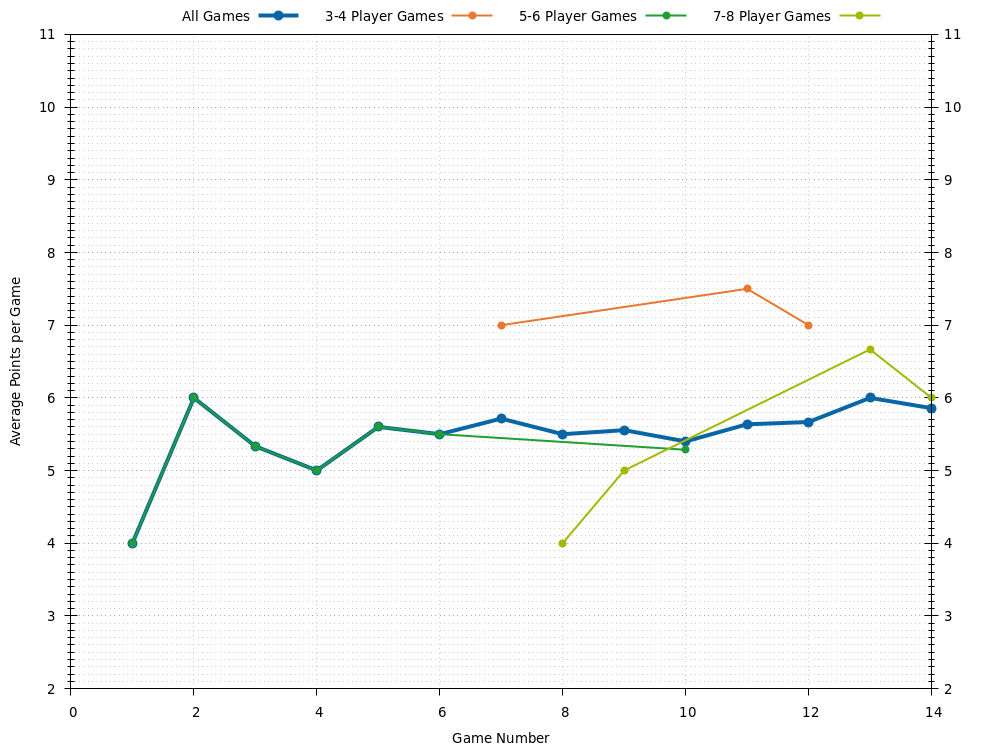 All Games 3-4 Player Games 5-6 Player Games 7-8 Player Games
11 11
10 10
9 9
8 8
7 7
6 6
5 5
4 4
3 3
2 2
Average Points per Game
0 2 4 6 8 10 12 14
Game Number